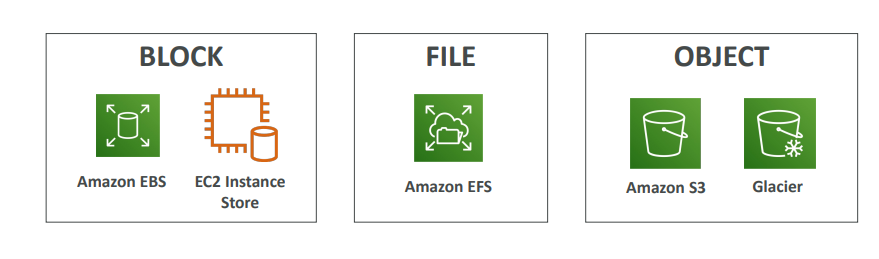 BLOCK
Amazon EBS
EC2 Instance
Store
FILE
Amazon EFS
OBJECT
Amazon S3
Glacier